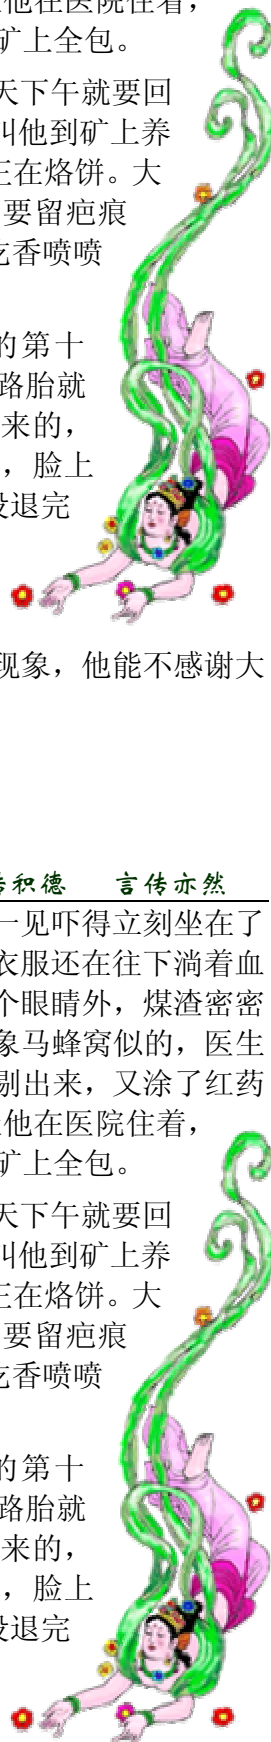 他在医院住着，
矿上全包。
天下午就要回
叫他到矿上养
正在烙饼。大
要留疤痕
吃香喷喷
的第十
路胎就
来的，
，脸上
没退完
现象，他能不感谢大
传积德 言传亦然
一见吓得立刻坐在了
衣服还在往下淌着血
个眼睛外，煤渣密密
象马蜂窝似的，医生
剔出来，又涂了红药
他在医院住着，
矿上全包。
天下午就要回
叫他到矿上养
正在烙饼。大
要留疤痕
吃香喷喷
的第十
路胎就
来的，
，脸上
没退完